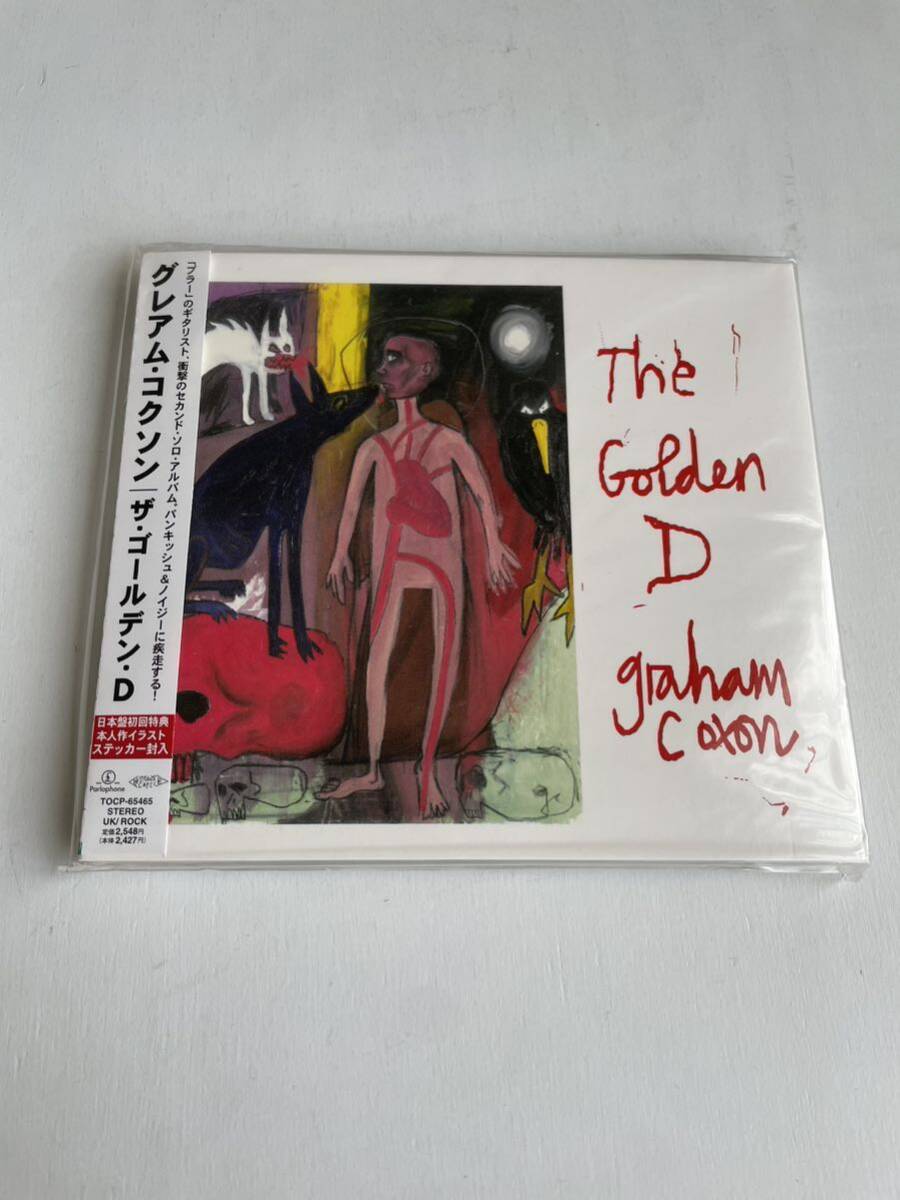 「ブラー」のギタリスト、衝撃のセカンド・ソロ・アルバム。パンキッシュ&ノイジーに疾走する!
グレアム・コクソン|ザ・ゴールデン・D
日本盤初回特典
本人作イラスト
ステッカー封入
Parlophone
TOCP-65465
STEREO
UK/ROCK
定価2,548円
(本体2,427円)
The
Golden
D
graham
coxon